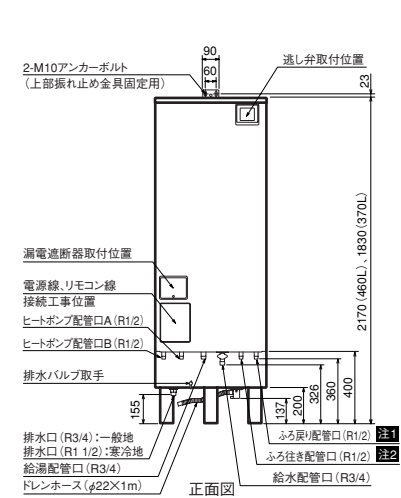 90
60
2-M10アンカーボルト
(上部振れ止め金具固定用)
逃し弁取付位置
23
2170(460L)、1830(370L)
漏電遮断器取付位置
電源線、リモコン線
接続工事位置
ヒートポンプ配管口A(R1/2)
ヒートポンプ配管口B(R1/2)
排水バルブ取手
155
137
200
326
360
400
排水口(R3/4):一般地
排水口(R1 1/2):寒冷地
給湯配管口(R3/4)
ドレンホース(φ22×1m)
ふろ戻り配管口(R1/2) 注1
ふろ往き配管口(R1/2) 注2
給水配管口(R3/4)
正面図